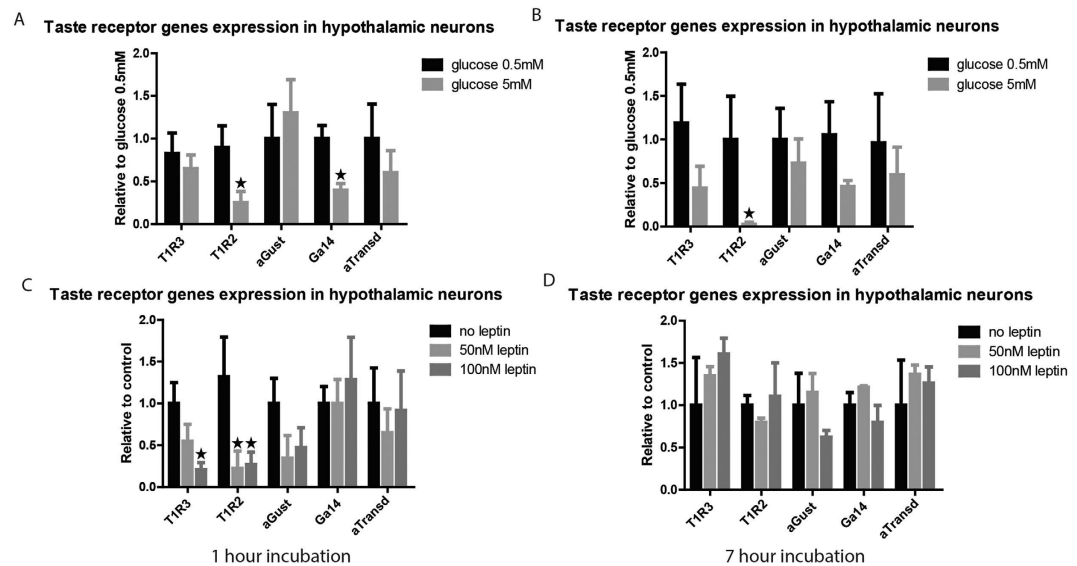 A
Taste receptor genes expression in hypothalamic neurons
Relative to glucose 0.5mM
2.0
1.5
1.0
0.5
0.0
glucose 0.5mM
glucose 5mM
T1R3
T1R2
aGust
Ga14
aTransd
B
Taste receptor genes expression in hypothalamic neurons
Relative to glucose 0.5mM
2.0
1.5
1.0
0.5
0.0
glucose 0.5mM
glucose 5mM
T1R3
T1R2
aGust
Ga14
aTransd
C
Taste receptor genes expression in hypothalamic neurons
Relative to control
2.0
1.5
1.0
0.5
0.0
no leptin
50nM leptin
100nM leptin
T1R3
T1R2
aGust
Ga14
aTransd
1 hour incubation
D
Taste receptor genes expression in hypothalamic neurons
Relative to control
2.0
1.5
1.0
0.5
0.0
no leptin
50nM leptin
100nM leptin
T1R3
T1R2
aGust
Ga14
aTransd
7 hour incubation